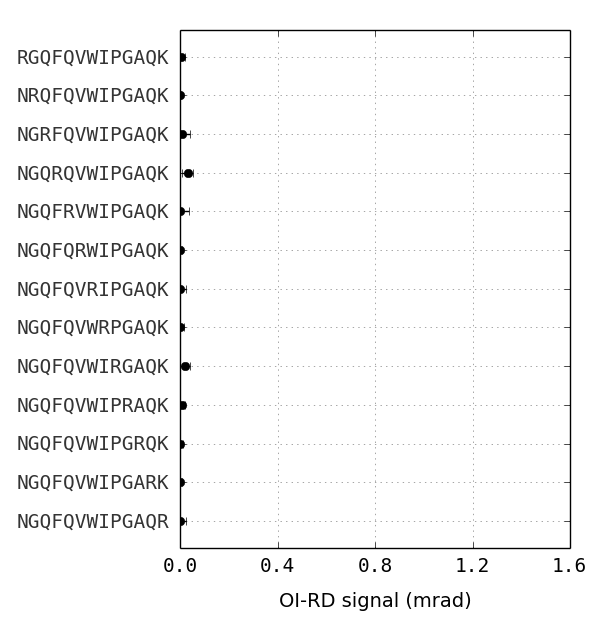 RGQFQVWIPGAQK
NRQFQVWIPGAQK
NGRFQVWIPGAQK
NGQRQVWIPGAQK
NGQFRVWIPGAQK
NGQFQRWIPGAQK
NGQFQVRIPGAQK
NGQFQVWRPGAQK
NGQFQVWIRGAQK
NGQFQVWIPRAQK
NGQFQVWIPGRQK
NGQFQVWIPGARK
NGQFQVWIPGAQR
0.0 0.4 0.8 1.2 1.6
OI-RD signal (mrad)